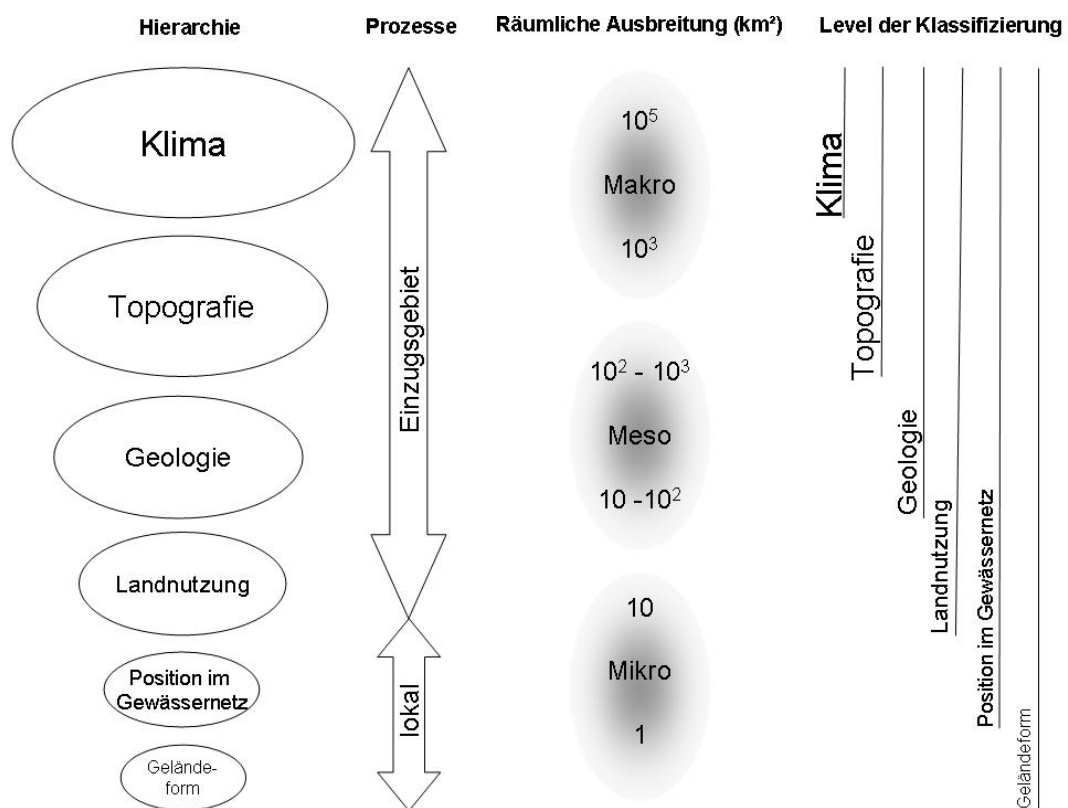 Hierarchie
Prozesse
Räumliche Ausbreitung (km²)
Level der Klassifizierung
Klima
Topografie
Geologie
Landnutzung
Position im
Gewässernetz
Gelände-
form
Einzugsgebiet
lokal
10⁵
Makro
10³
10² - 10³
Meso
10 -10²
10
Mikro
1
Klima
Topografie
Geologie
Landnutzung
Position im Gewässernetz
Geländeform